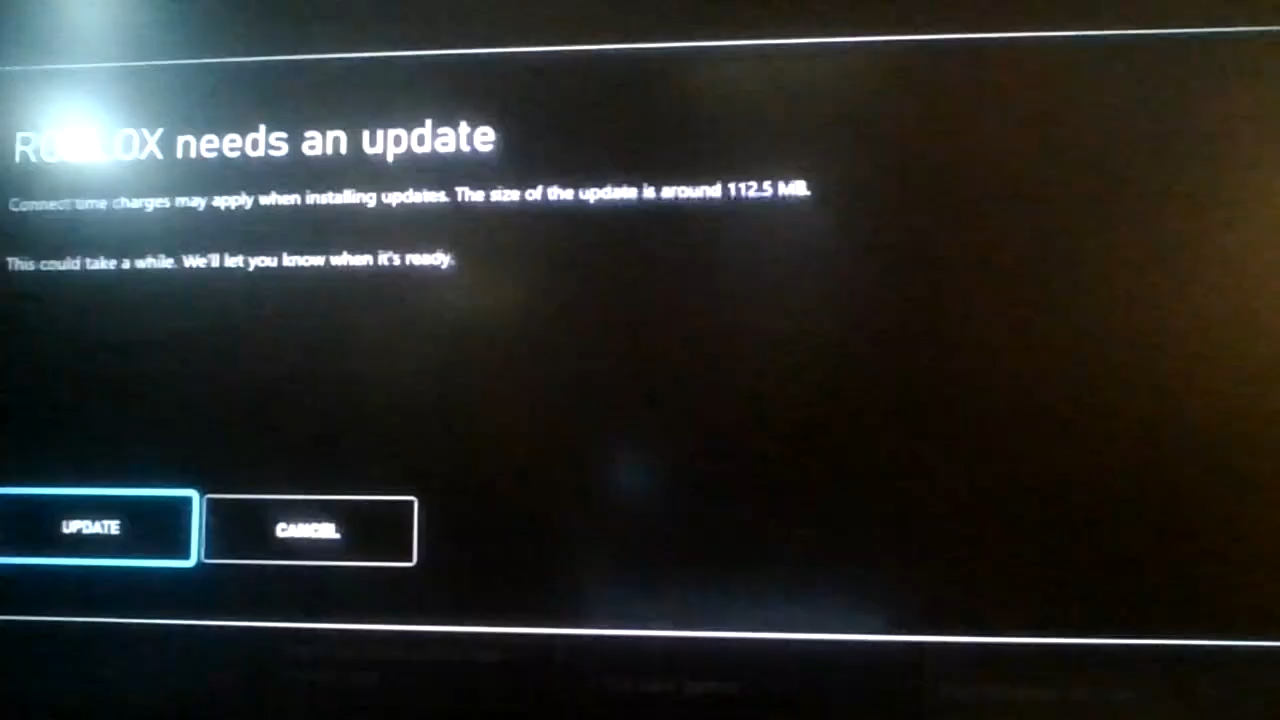 ROBLOX needs an update
Connect time charges may apply when installing updates. The size of the update is around 112.5 MB.
This could take a while. We'll let you know when it's ready.
UPDATE
CANCEL